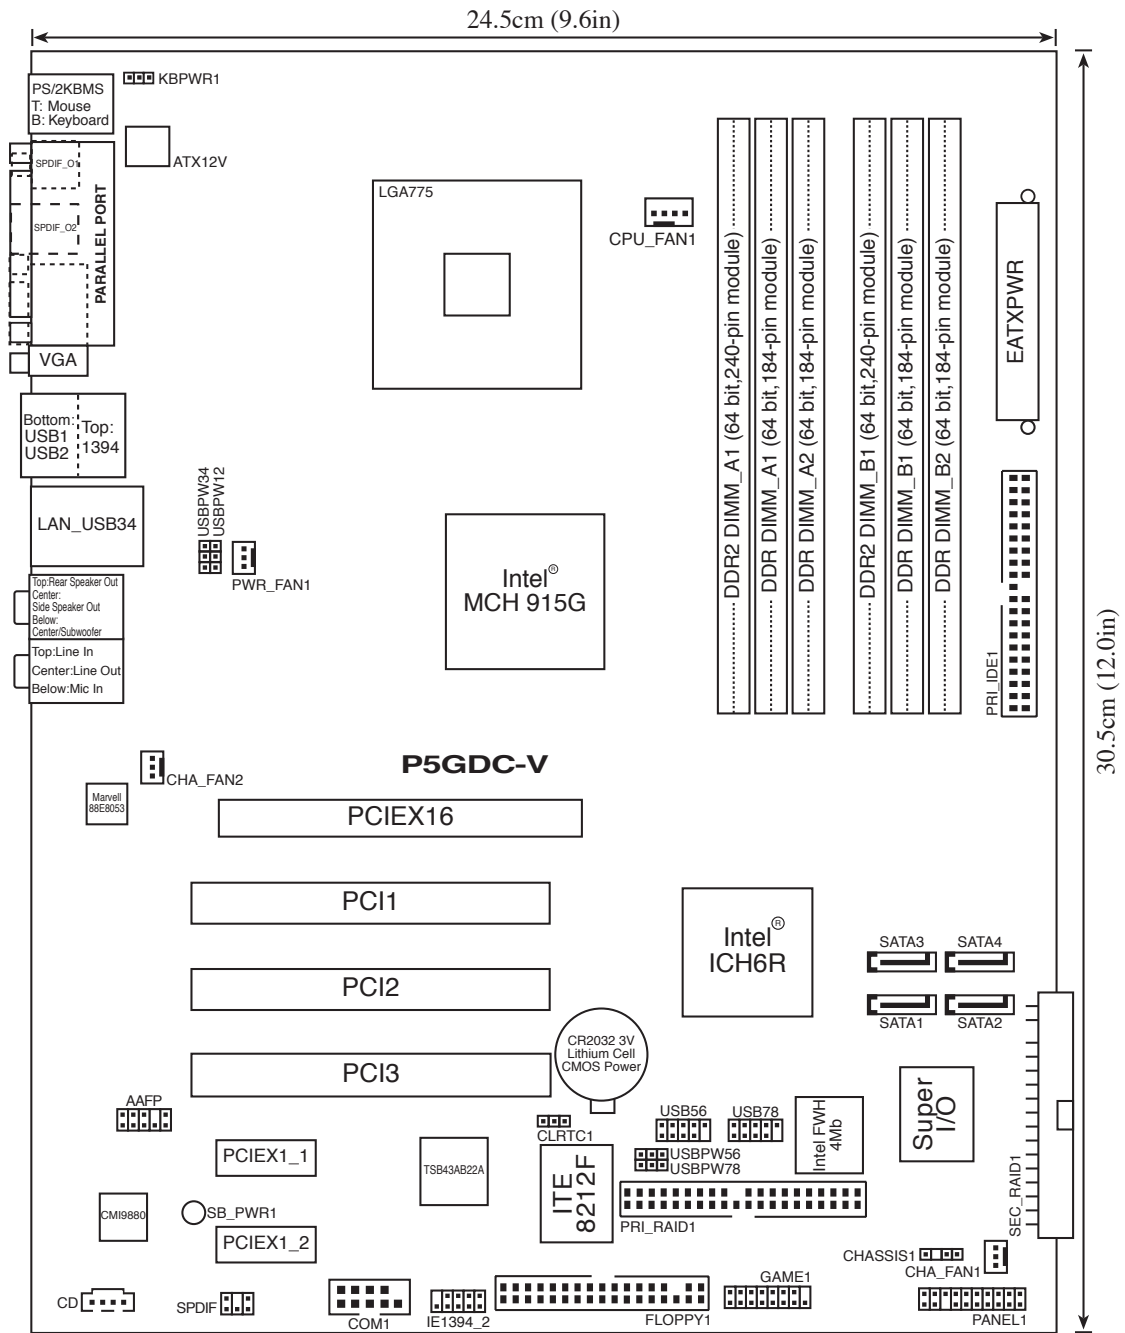 24.5cm (9.6in)
PS/2KBMS
T: Mouse
B: Keyboard
KBPWR1
ATX12V
SPDIF_O1
SPDIF_O2
PARALLEL PORT
VGA
LGA775
CPU_FAN1
DDR2 DIMM_A1 (64 bit,240-pin module)
DDR DIMM_A1 (64 bit,184-pin module)
DDR DIMM_A2 (64 bit,184-pin module)
DDR2 DIMM_B1 (64 bit,240-pin module)
DDR DIMM_B1 (64 bit,184-pin module)
DDR DIMM_B2 (64 bit,184-pin module)
EATXPWR
Bottom:
USB1
USB2
Top:
1394
LAN_USB34
USBPW34
USBPW12
PWR_FAN1
Intel®
MCH 915G
PRI_IDE1
30.5cm (12.0in)
Top:Rear Speaker Out
Center:
Side Speaker Out
Below:
Center/Subwoofer
Top:Line In
Center:Line Out
Below:Mic In
CHA_FAN2
P5GDC-V
Marvell
88E8053
PCIEX16
PCI1
PCI2
PCI3
Intel®
ICH6R
SATA3
SATA4
SATA1
SATA2
CR2032 3V
Lithium Cell
CMOS Power
Super
I/O
SEC_RAID1
AAFP
CLRTC1
USB56
USB78
USBPW56
USBPW78
Intel FWH
4Mb
PCIEX1_1
TSB43AB22A
ITE
8212F
PRI_RAID1
CMI9880
SB_PWR1
PCIEX1_2
CHASSIS1
CHA_FAN1
CD
SPDIF
COM1
IE1394_2
FLOPPY1
GAME1
PANEL1